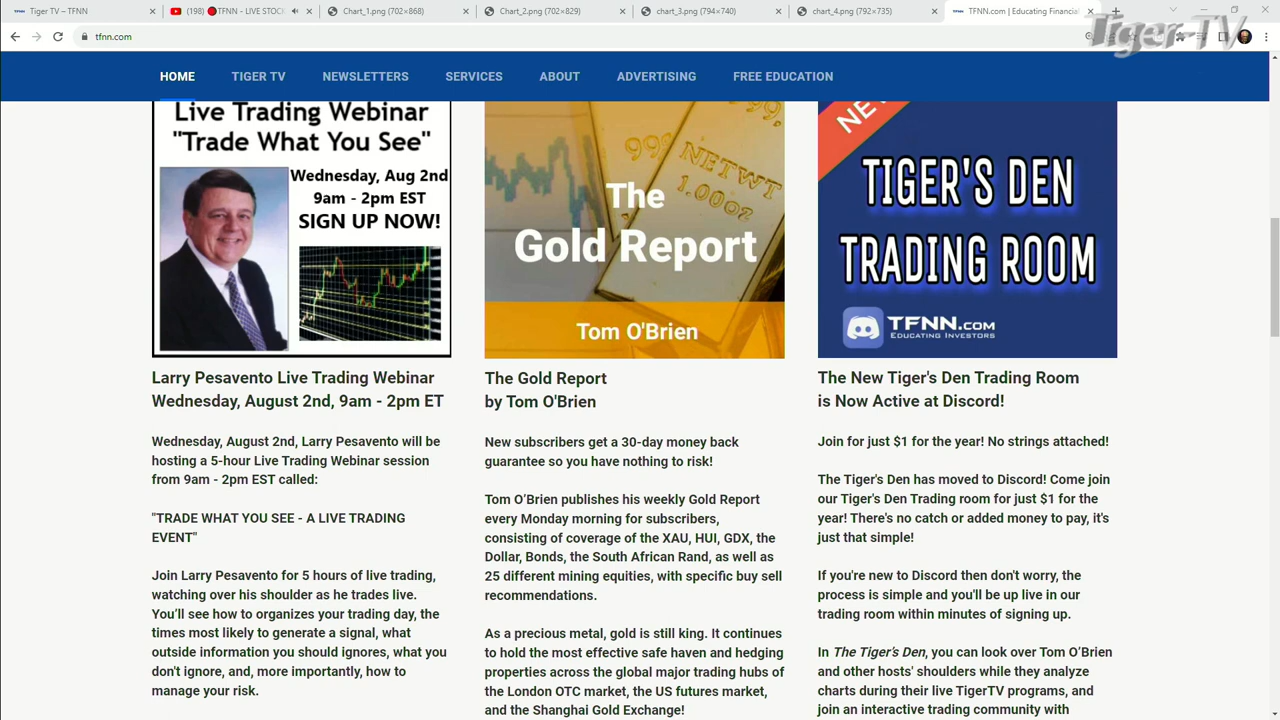 Tiger TV – TFNN
(198) 🔴TFNN - LIVE STOC
Chart_1.png (702×868)
Chart_2.png (702×829)
chart_3.png (794×740)
chart_4.png (792×735)
TFNN.com | Educating Financial
tfnn.com
Tiger-TV
HOME
TIGER TV
NEWSLETTERS
SERVICES
ABOUT
ADVERTISING
FREE EDUCATION
Live Trading Webinar
"Trade What You See"
Wednesday, Aug 2nd
9am - 2pm EST
SIGN UP NOW!
Larry Pesavento Live Trading Webinar
Wednesday, August 2nd, 9am - 2pm ET
Wednesday, August 2nd, Larry Pesavento will be
hosting a 5-hour Live Trading Webinar session
from 9am - 2pm EST called:
"TRADE WHAT YOU SEE - A LIVE TRADING
EVENT"
Join Larry Pesavento for 5 hours of live trading,
watching over his shoulder as he trades live.
You’ll see how to organizes your trading day, the
times most likely to generate a signal, what
outside information you should ignores, what you
don't ignore, and, more importantly, how to
manage your risk.
999.
NETWT
1.00oz
The
Gold Report
Tom O'Brien
The Gold Report
by Tom O'Brien
New subscribers get a 30-day money back
guarantee so you have nothing to risk!
Tom O’Brien publishes his weekly Gold Report
every Monday morning for subscribers,
consisting of coverage of the XAU, HUI, GDX, the
Dollar, Bonds, the South African Rand, as well as
25 different mining equities, with specific buy sell
recommendations.
As a precious metal, gold is still king. It continues
to hold the most effective safe haven and hedging
properties across the global major trading hubs of
the London OTC market, the US futures market,
and the Shanghai Gold Exchange!
NEW
TIGER'S DEN
TRADING ROOM
TFNN.COM
EDUCATING INVESTORS
The New Tiger's Den Trading Room
is Now Active at Discord!
Join for just $1 for the year! No strings attached!
The Tiger's Den has moved to Discord! Come join
our Tiger's Den Trading room for just $1 for the
year! There's no catch or added money to pay, it's
just that simple!
If you're new to Discord then don't worry, the
process is simple and you'll be up live in our
trading room within minutes of signing up.
In The Tiger’s Den, you can look over Tom O’Brien
and other hosts' shoulders while they analyze
charts during their live TigerTV programs, and
join an interactive trading community with